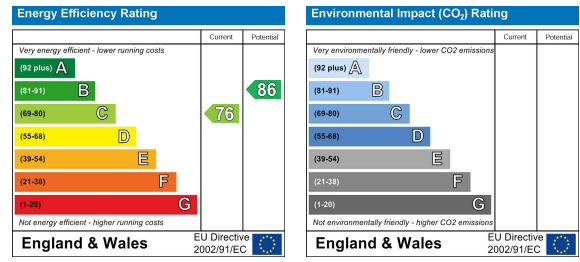 Energy Efficiency Rating
Current Potential
Very energy efficient - lower running costs
(92 plus) A
(81-91) B
(69-80) C
(55-68) D
(39-54) E
(21-38) F
(1-20) G
76
86
Not energy efficient - higher running costs
England & Wales
EU Directive
2002/91/EC
Environmental Impact (CO₂) Rating
Current Potential
Very environmentally friendly - lower CO2 emissions
(92 plus) A
(81-91) B
(69-80) C
(55-68) D
(39-54) E
(21-38) F
(1-20) G
Not environmentally friendly - higher CO2 emissions
England & Wales
EU Directive
2002/91/EC